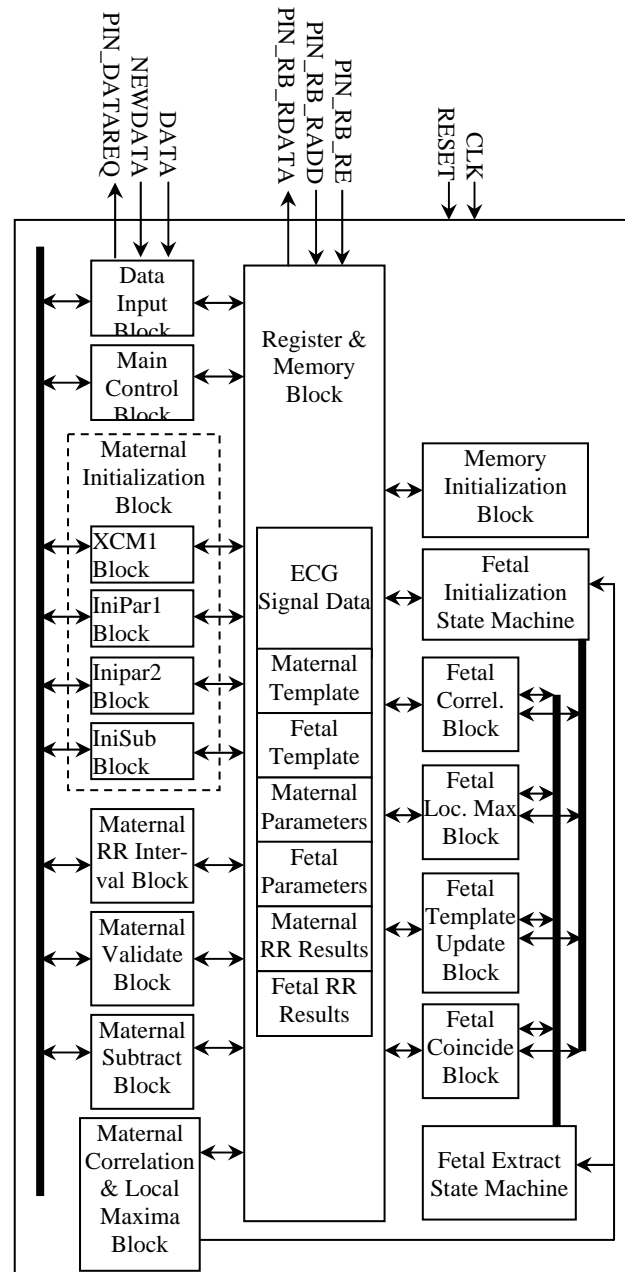 PIN_DATAREQ
NEWDATA
DATA
PIN_RB_RDATA
PIN_RB_RADD
PIN_RB_RE
RESET
CLK
Data
Input
Block
Main
Control
Block
Maternal
Initialization
Block
XCM1
Block
IniPar1
Block
Inipar2
Block
IniSub
Block
Maternal
RR Inter-
val Block
Maternal
Validate
Block
Maternal
Subtract
Block
Maternal
Correlation
& Local
Maxima
Block
Register &
Memory
Block
ECG
Signal Data
Maternal
Template
Fetal
Template
Maternal
Parameters
Fetal
Parameters
Maternal
RR Results
Fetal RR
Results
Memory
Initialization
Block
Fetal
Initialization
State Machine
Fetal
Correl.
Block
Fetal
Loc. Max
Block
Fetal
Template
Update
Block
Fetal
Coincide
Block
Fetal Extract
State Machine